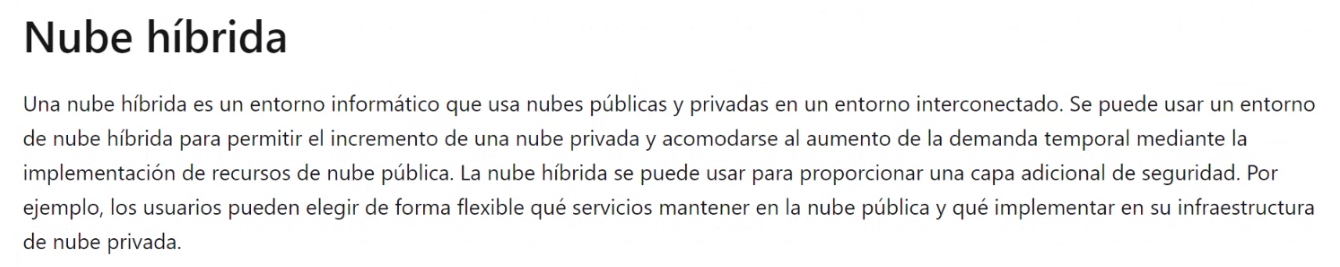 Nube híbrida
Una nube híbrida es un entorno informático que usa nubes públicas y privadas en un entorno interconectado. Se puede usar un entorno
de nube híbrida para permitir el incremento de una nube privada y acomodarse al aumento de la demanda temporal mediante la
implementación de recursos de nube pública. La nube híbrida se puede usar para proporcionar una capa adicional de seguridad. Por
ejemplo, los usuarios pueden elegir de forma flexible qué servicios mantener en la nube pública y qué implementar en su infraestructura
de nube privada.